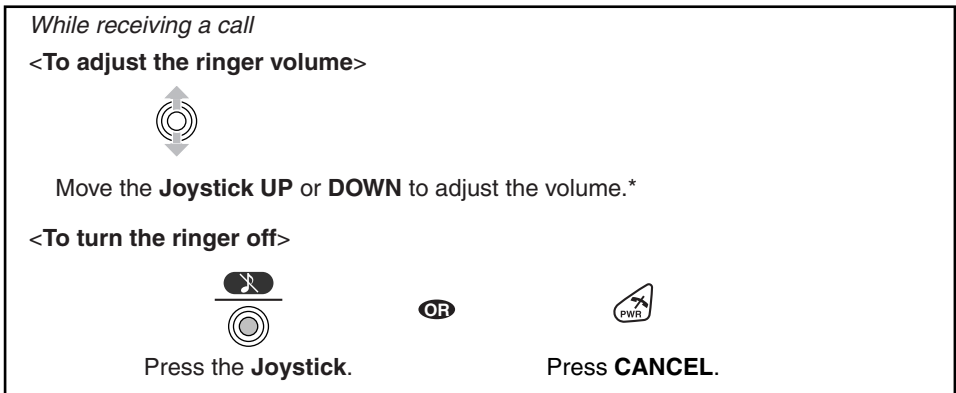 While receiving a call
<To adjust the ringer volume>
Move the Joystick UP or DOWN to adjust the volume.*
<To turn the ringer off>
OR
PWR
Press the Joystick.
Press CANCEL.